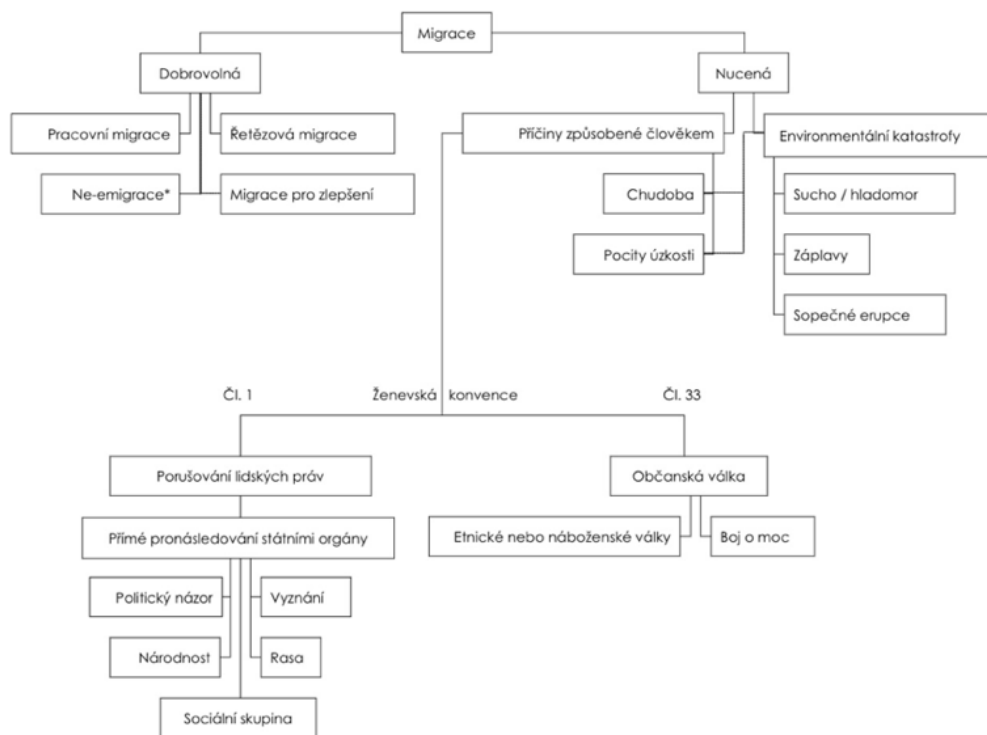 Migrace
Dobrovolná
Nucená
Pracovní migrace
Řetězová migrace
Příčiny způsobené člověkem
Environmentální katastrofy
Ne-emigrace*
Migrace pro zlepšení
Chudoba
Sucho / hladomor
Pocity úzkosti
Záplavy
Sopečné erupce
Čl. 1
Ženevská konvence
Čl. 33
Porušování lidských práv
Občanská válka
Přímé pronásledování státními orgány
Etnické nebo náboženské války
Boj o moc
Politický názor
Vyznání
Národnost
Rasa
Sociální skupina